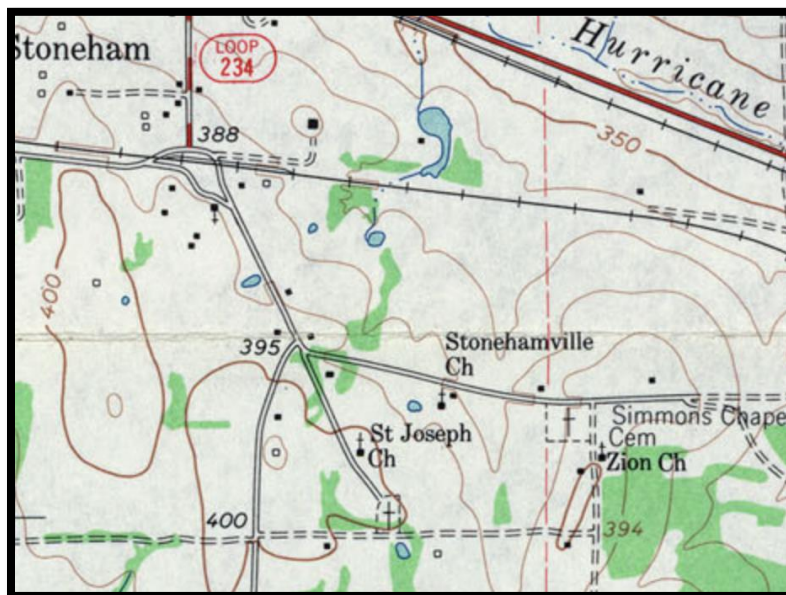 Stoneham
LOOP
234
Hurricane
388
350
400
395
Stonehamville
Ch
St Joseph
Ch
Simmons Chape
Cem
Zion Ch
400
394